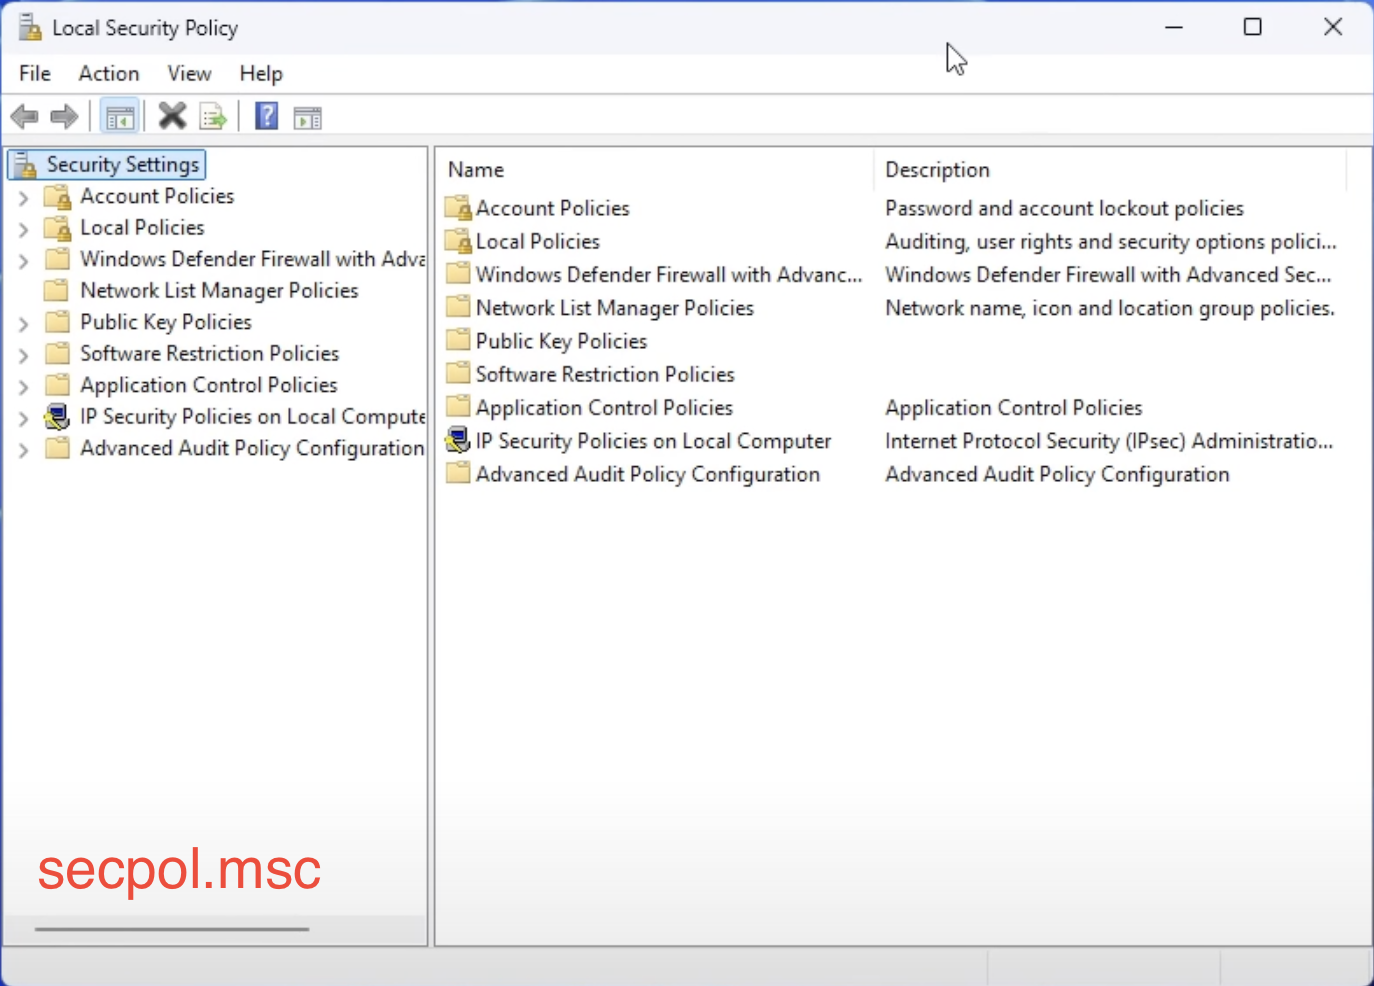 Local Security Policy
File Action View Help
Security Settings
Account Policies
Local Policies
Windows Defender Firewall with Adva
Network List Manager Policies
Public Key Policies
Software Restriction Policies
Application Control Policies
IP Security Policies on Local Compute
Advanced Audit Policy Configuration
Name Description
Account Policies Password and account lockout policies
Local Policies Auditing, user rights and security options polici...
Windows Defender Firewall with Advanc... Windows Defender Firewall with Advanced Sec...
Network List Manager Policies Network name, icon and location group policies.
Public Key Policies
Software Restriction Policies
Application Control Policies Application Control Policies
IP Security Policies on Local Computer Internet Protocol Security (IPsec) Administratio...
Advanced Audit Policy Configuration Advanced Audit Policy Configuration
secpol.msc